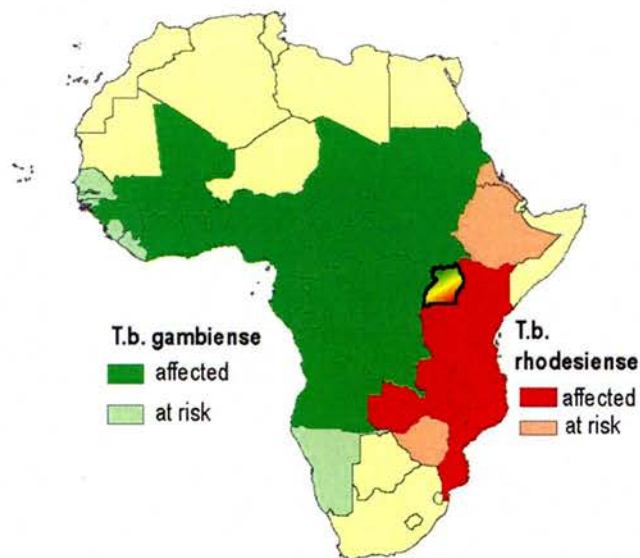 T.b. gambiense
affected
at risk
T.b.
rhodesiense
affected
at risk